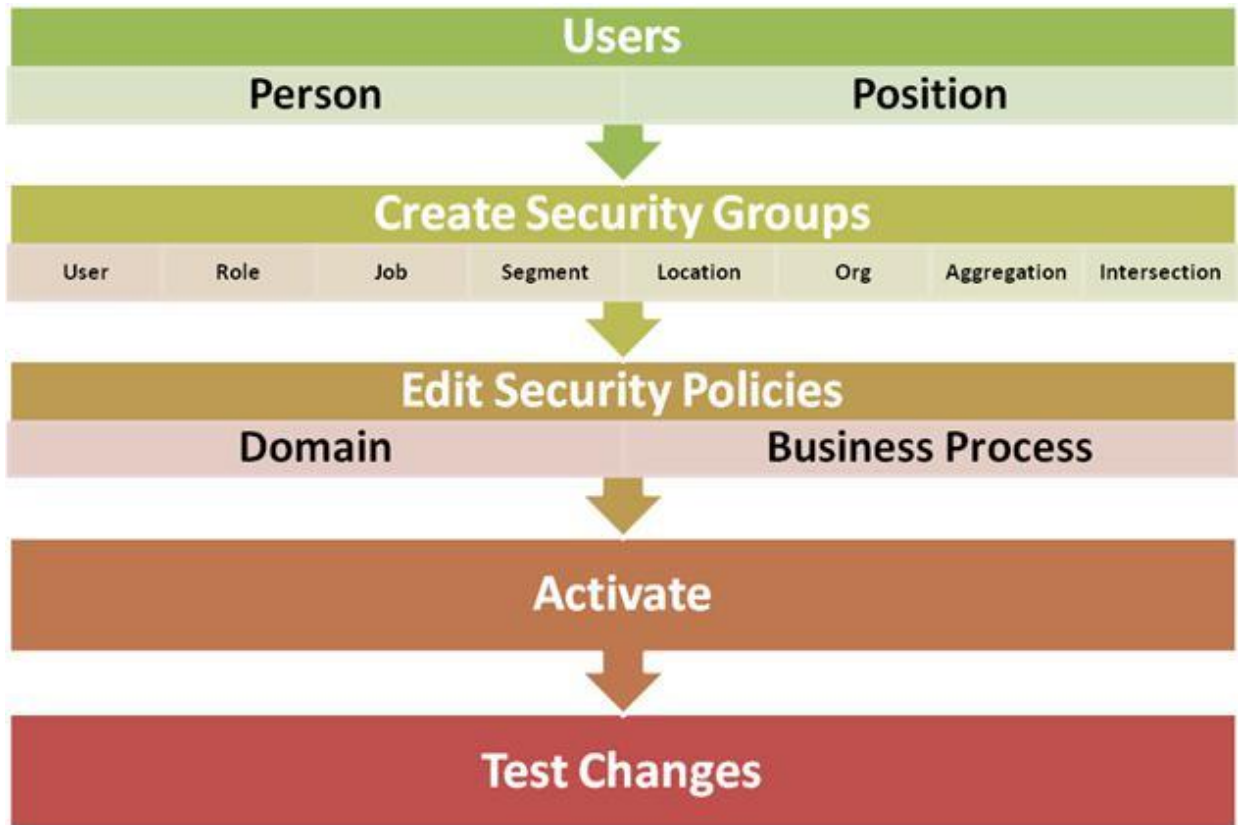 Users
Person Position
Create Security Groups
User Role Job Segment Location Org Aggregation Intersection
Edit Security Policies
Domain Business Process
Activate
Test Changes